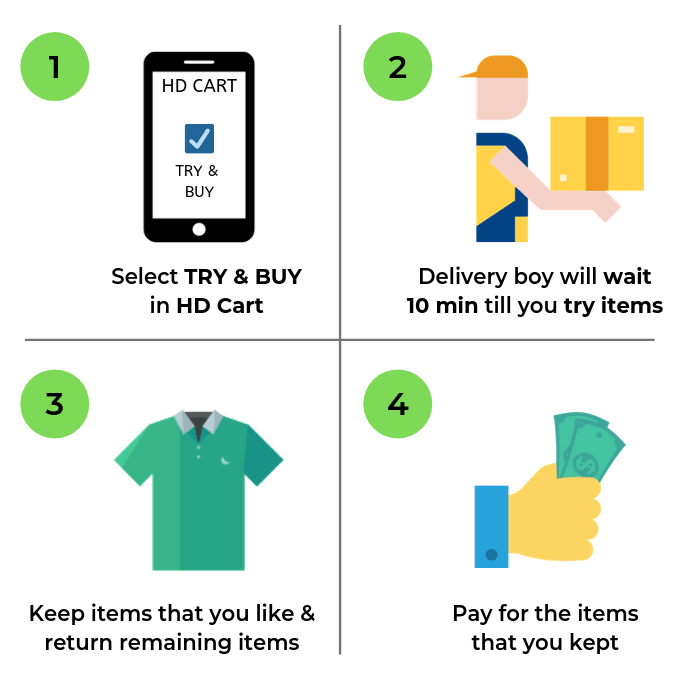 1
HD CART
TRY &
BUY
Select TRY & BUY
in HD Cart
2
Delivery boy will wait
10 min till you try items
3
Keep items that you like &
return remaining items
4
$
Pay for the items
that you kept